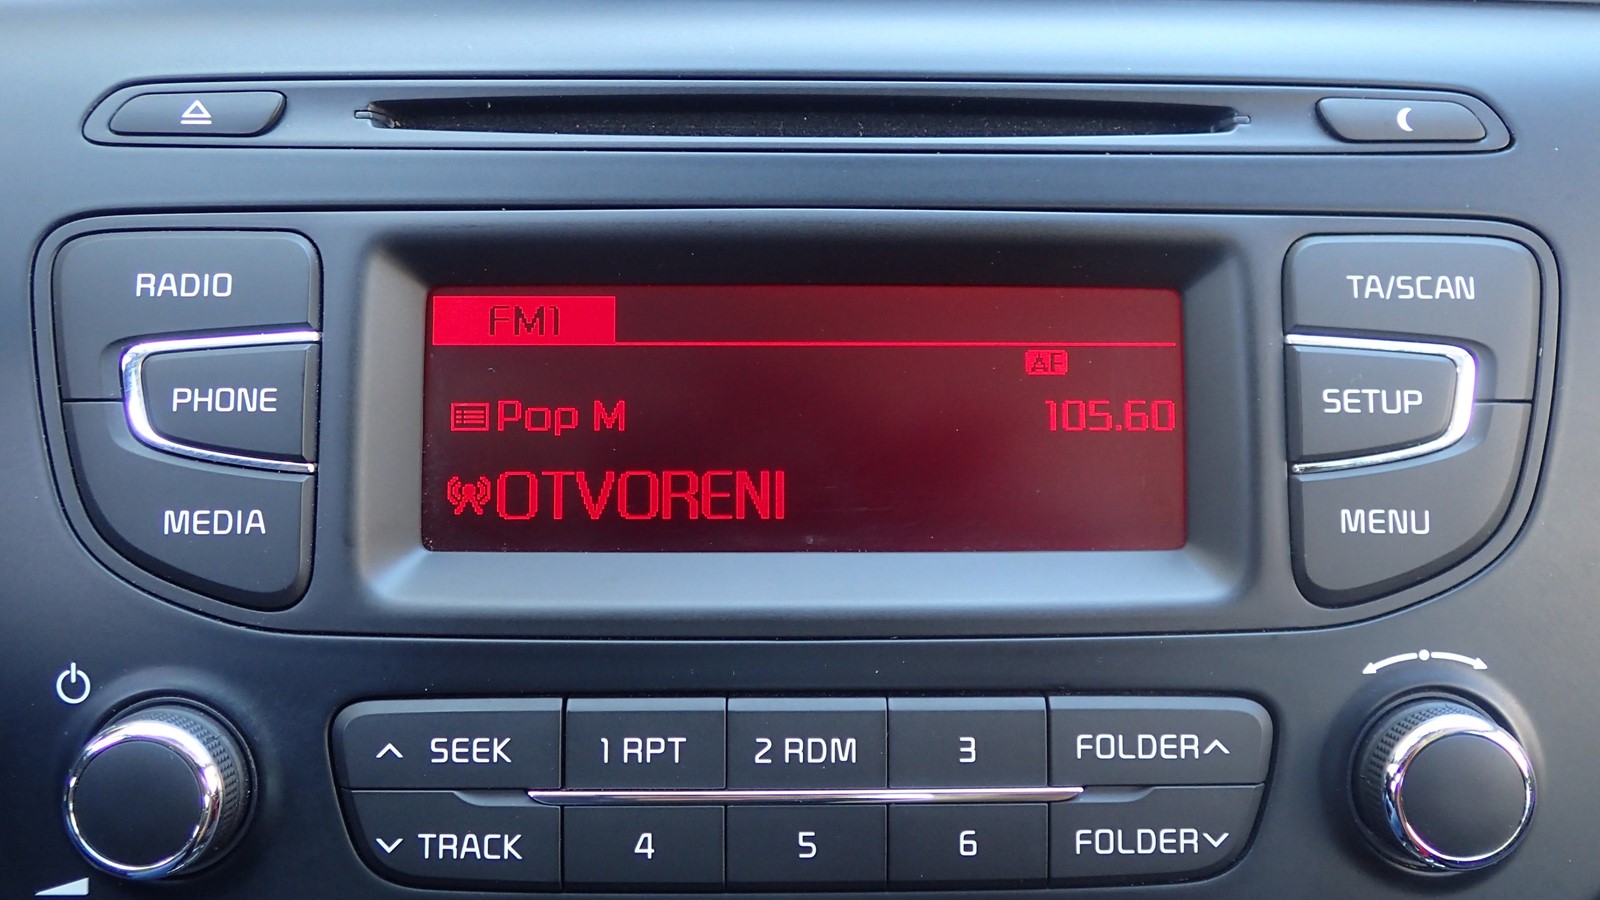 RADIO
PHONE
MEDIA
FM1
AF
Pop M 105.60
OTVORENI
TA/SCAN
SETUP
MENU
SEEK 1 RPT 2 RDM 3 FOLDER
TRACK 4 5 6 FOLDER